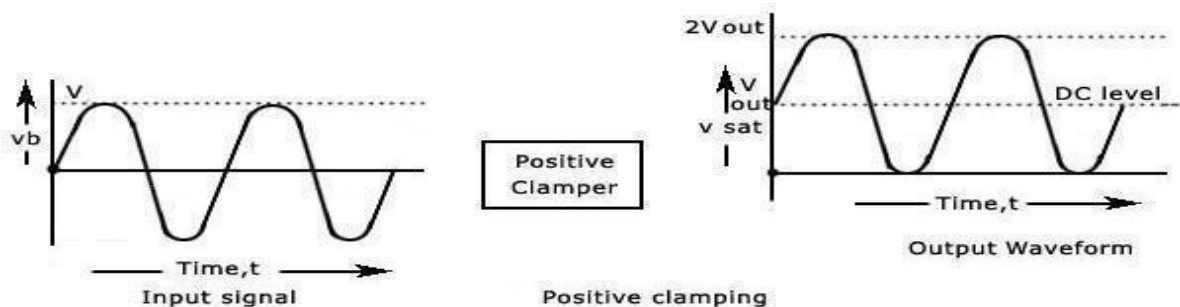 V
vb
Time,t
Input signal
Positive
Clamper
Positive clamping
2V out
V
out
v sat
DC level
Time,t
Output Waveform